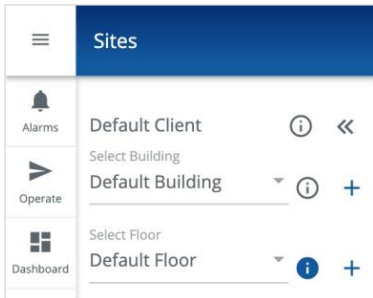 Sites
Alarms
Default Client
Select Building
Default Building
Operate
Select Floor
Default Floor
Dashboard